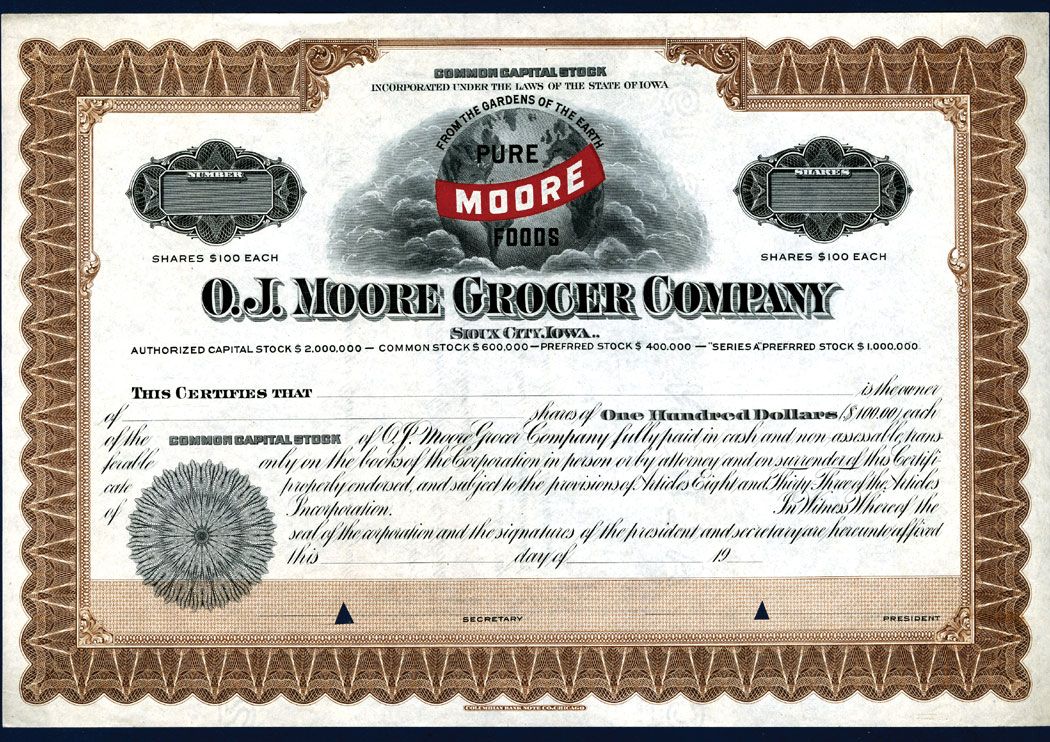 COMMON CAPITAL STOCK
INCORPORATED UNDER THE LAWS OF THE STATE OF IOWA
FROM THE GARDENS OF THE EARTH
PURE
MOORE
FOODS
NUMBER
SHARES
SHARES $100 EACH
SHARES $100 EACH
O. J. MOORE GROCER COMPANY
SIOUX CITY, IOWA..
AUTHORIZED CAPITAL STOCK $ 2,000,000 — COMMON STOCK $ 600,000 — PREFRRED STOCK $ 400,000 — "SERIES A" PREFRRED STOCK $ 1,000,000
THIS CERTIFIES THAT is the owner
of shares of One Hundred Dollars ($100.00) each
of the COMMON CAPITAL STOCK of O. J. Moore Grocer Company fully paid in cash and non-assessable, trans
ferable only on the books of the Corporation in person or by attorney and on surrender of this Certifi
cate properly endorsed, and subject to the provisions of Articles Eight and Thirty Three of the Articles
of Incorporation. In Witness Whereof the
seal of the corporation and the signatures of the president and secretary are hereunto affixed
this day of 19
SECRETARY
PRESIDENT
COLUMBIAN BANK NOTE CO. CHICAGO